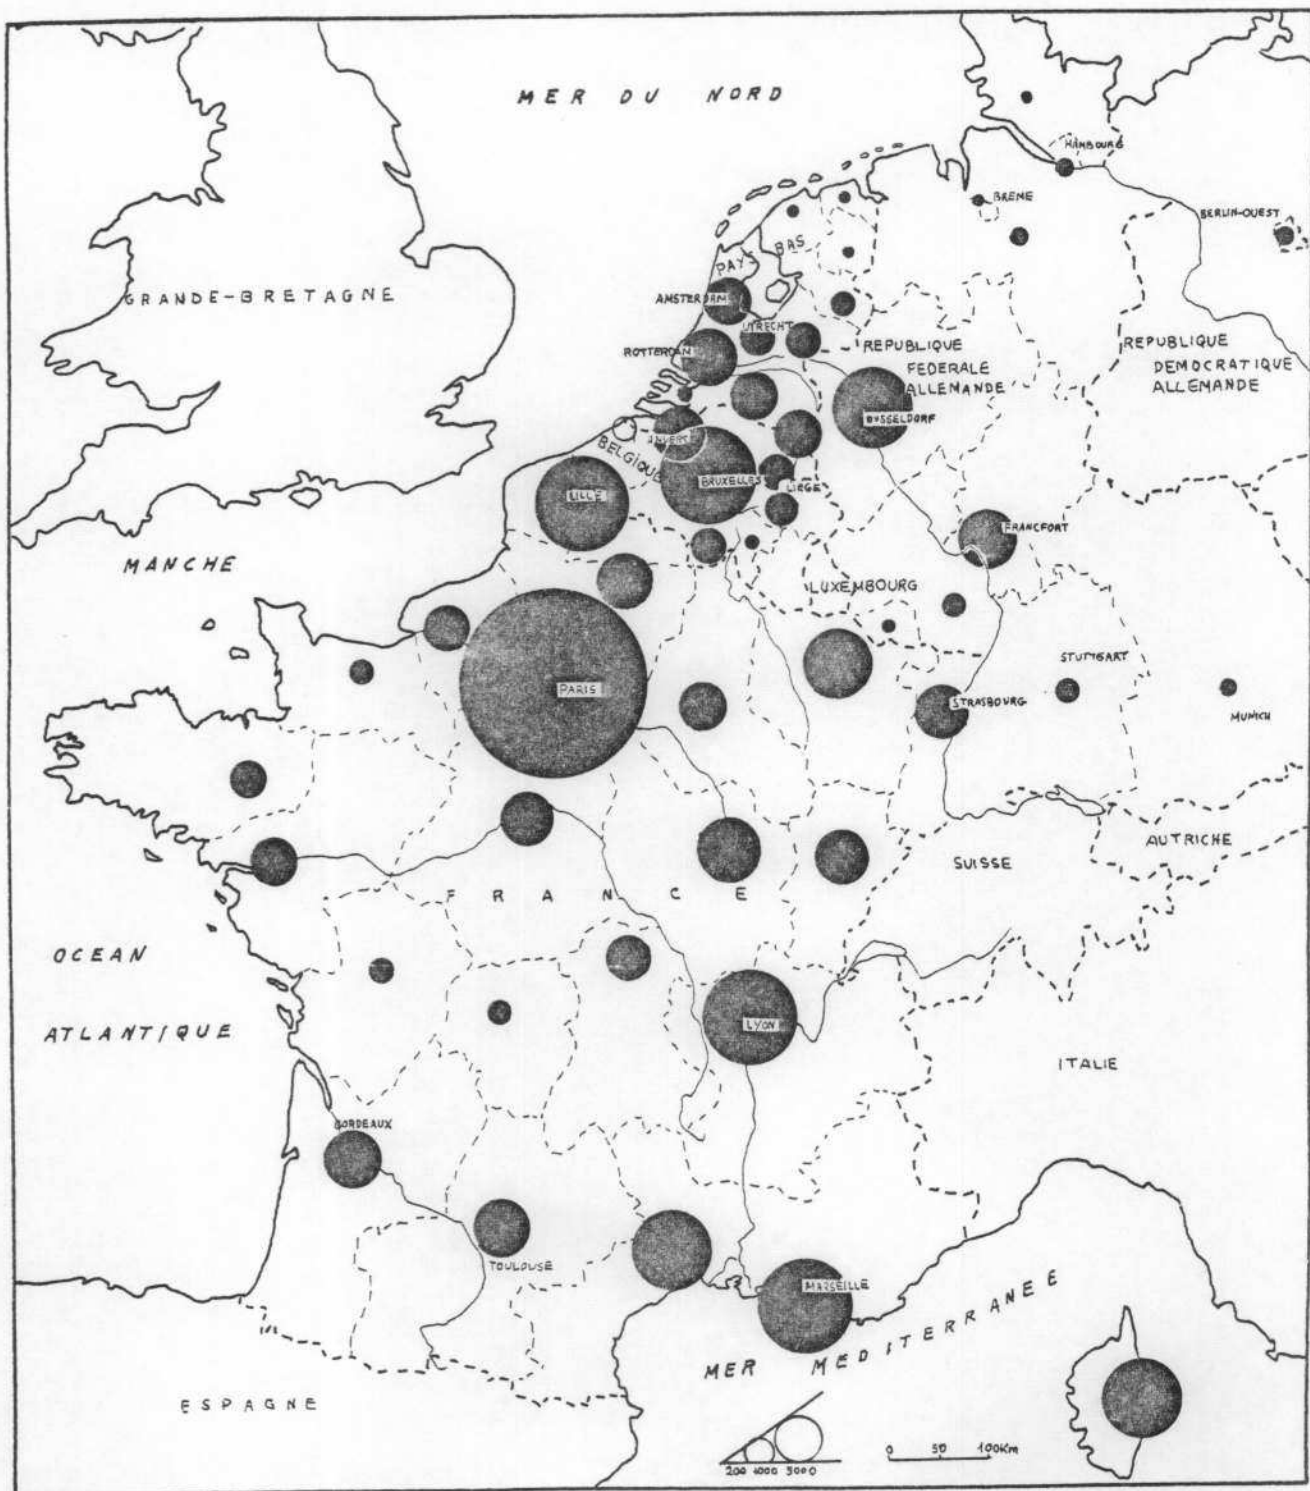 MER DU NORD
HAMBOURG
BREME
BERLIN-OUEST
PAYS BAS
GRANDE-BRETAGNE
AMSTERDAM
UTRECHT
ROTTERDAM
REPUBLIQUE
FEDERALE
ALLEMANDE
REPUBLIQUE
DEMOCRATIQUE
ALLEMANDE
DUSSELDORF
ANVERS
BELGIQUE
BRUXELLES
LIEGE
LILLE
FRANCFORT
MANCHE
LUXEMBOURG
STUTTGART
PARIS
STRASBOURG
MUNICH
AUTRICHE
SUISSE
FRANCE
OCEAN
ATLANTIQUE
LYON
ITALIE
BORDEAUX
TOULOUSE
MARSEILLE
MER MÉDITERRANEE
ESPAGNE
200 1000 3000
0 50 100Km